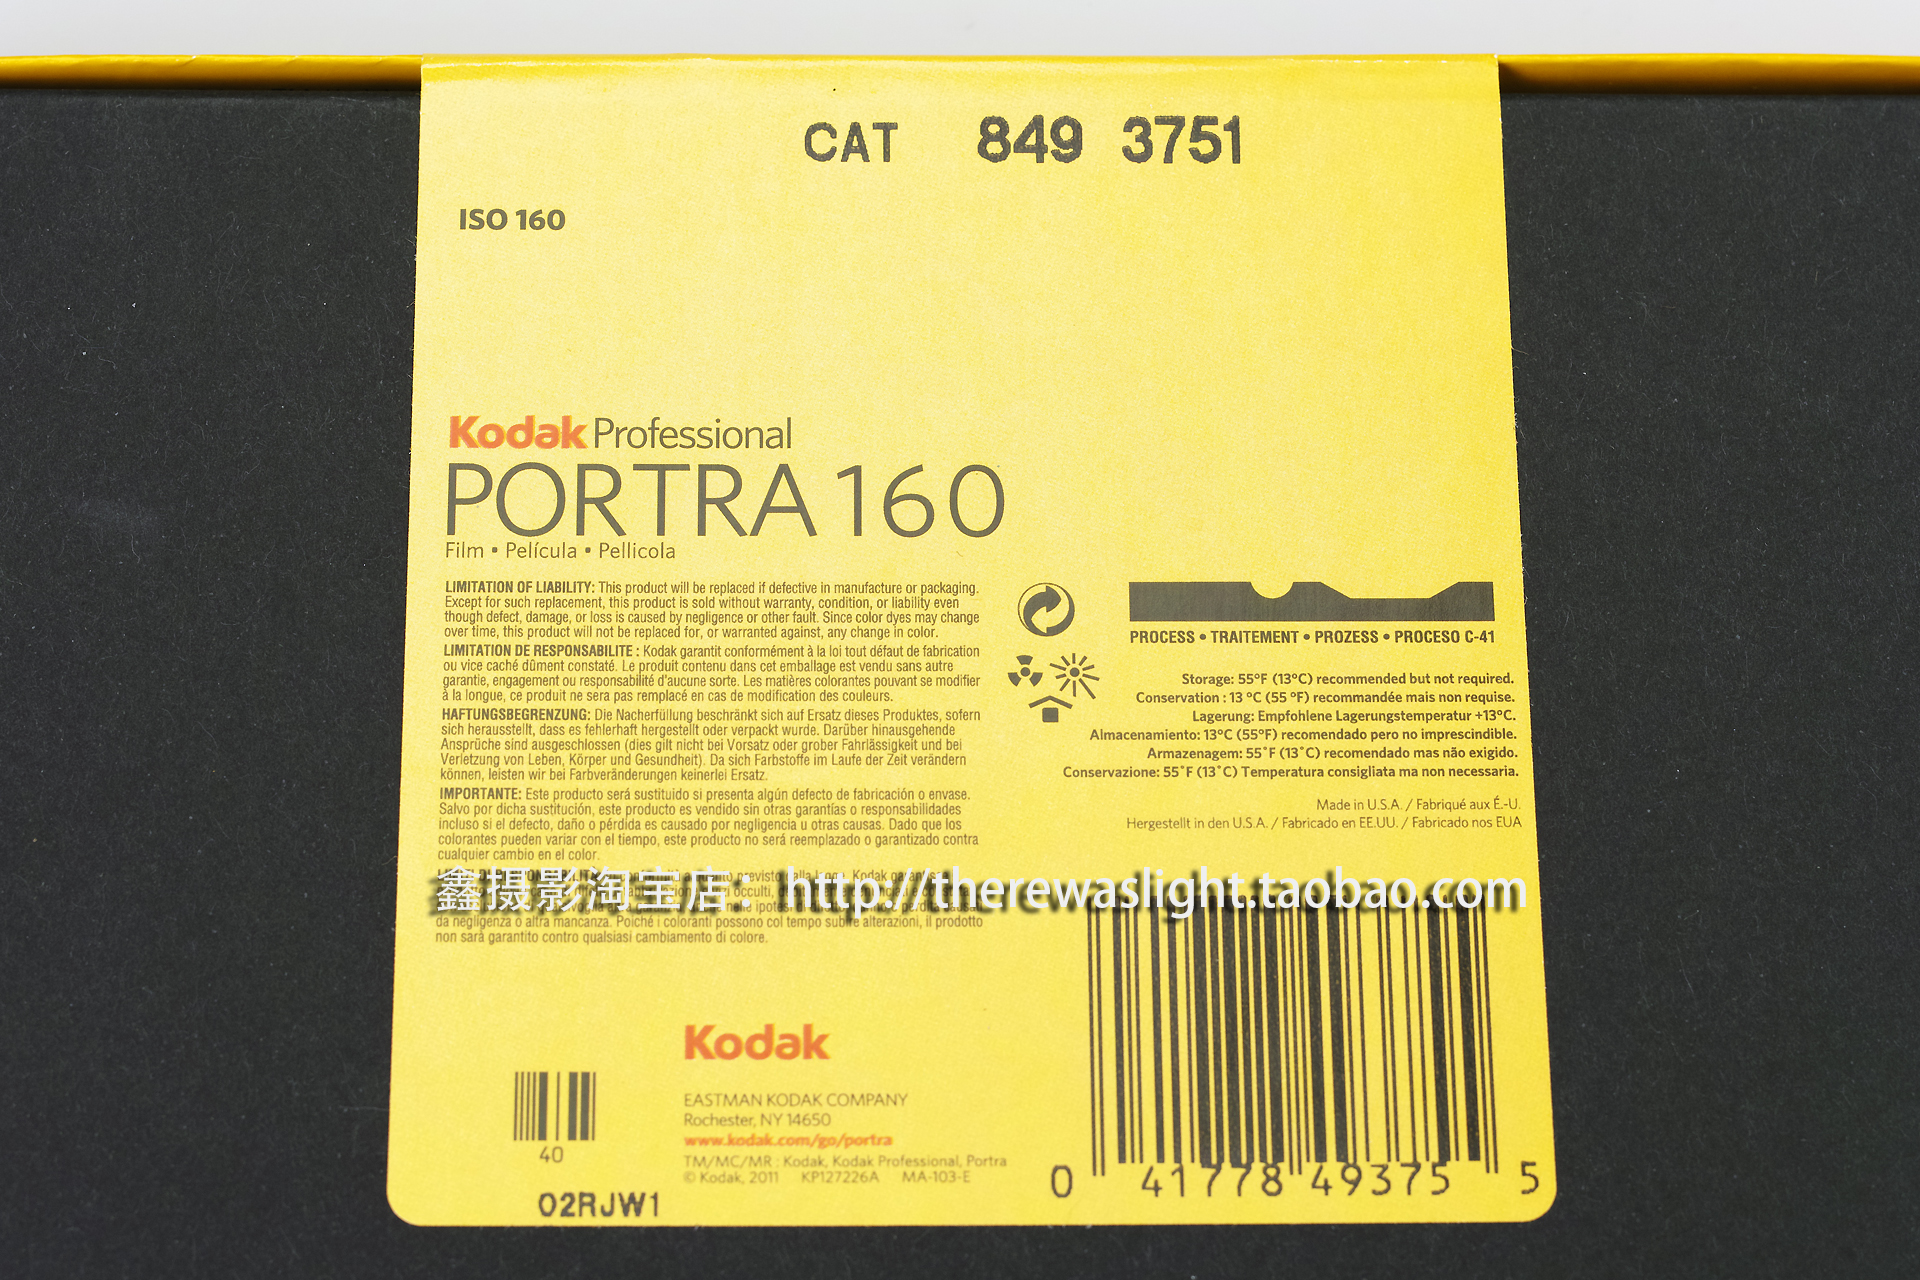 CAT 849 3751
ISO 160
Kodak Professional
PORTRA 160
Film • Película • Pellicola
LIMITATION OF LIABILITY: This product will be replaced if defective in manufacture or packaging.
Except for such replacement, this product is sold without warranty, condition, or liability even
though defect, damage, or loss is caused by negligence or other fault. Since color dyes may change
over time, this product will not be replaced for, or warranted against, any change in color.
LIMITATION DE RESPONSABILITE : Kodak garantit conformément à la loi tout défaut de fabrication
ou vice caché dûment constaté. Le produit contenu dans cet emballage est vendu sans autre
garantie, engagement ou responsabilité d'aucune sorte. Les matières colorantes pouvant se modifier
à la longue, ce produit ne sera pas remplacé en cas de modification des couleurs.
HAFTUNGSBEGRENZUNG: Die Nacherfüllung beschränkt sich auf Ersatz dieses Produktes, sofern
sich herausstellt, dass es fehlerhaft hergestellt oder verpackt wurde. Darüber hinausgehende
Ansprüche sind ausgeschlossen (dies gilt nicht bei Vorsatz oder grober Fahrlässigkeit und bei
Verletzung von Leben, Körper und Gesundheit). Da sich Farbstoffe im Laufe der Zeit verändern
können, leisten wir bei Farbveränderungen keinerlei Ersatz.
IMPORTANTE: Este producto será sustituido si presenta algún defecto de fabricación o envase.
Salvo por dicha sustitución, este producto es vendido sin otras garantías o responsabilidades
incluso si el defecto, daño o pérdida es causado por negligencia u otras causas. Dado que los
colorantes pueden variar con el tiempo, este producto no será reemplazado o garantizado contra
cualquier cambio en el color.
previsto dalla legge, Kodak
occulti,
nelle ipotesi
da negligenza o altra mancanza. Poiché i coloranti possono col tempo subire alterazioni, il prodotto
non sarà garantito contro qualsiasi cambiamento di colore.
PROCESS • TRAITEMENT • PROZESS • PROCESO C-41
Storage: 55°F (13°C) recommended but not required.
Conservation : 13 °C (55 °F) recommandée mais non requise.
Lagerung: Empfohlene Lagerungstemperatur +13°C.
Almacenamiento: 13°C (55°F) recomendado pero no imprescindible.
Armazenagem: 55°F (13°C) recomendado mas não exigido.
Conservazione: 55°F (13°C) Temperatura consigliata ma non necessaria.
Made in U.S.A. / Fabriqué aux É.-U.
Hergestellt in den U.S.A. / Fabricado en EE.UU. / Fabricado nos EUA
鑫摄影淘宝店：http://therewaslight.taobao.com
Kodak
EASTMAN KODAK COMPANY
Rochester, NY 14650
www.kodak.com/go/portra
TM/MC/MR : Kodak, Kodak Professional, Portra
© Kodak, 2011 KP127226A MA-103-E
40
02RJW1
0 41778 49375 5